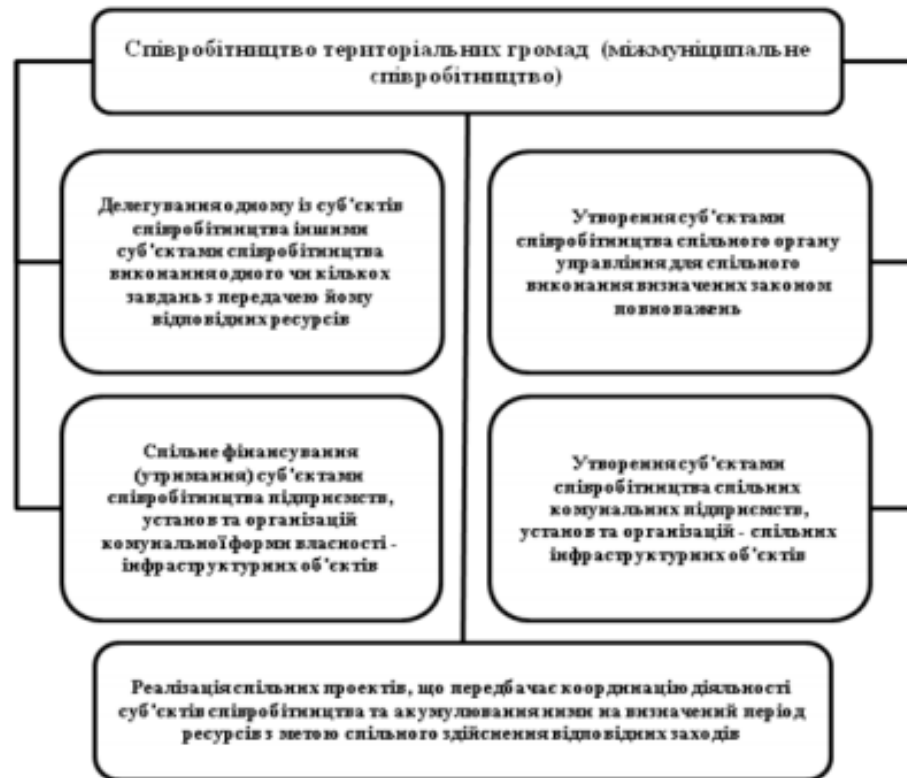 Співробітництво територіальних громад (міжмуніципальне
співробітництво)
Делегування одному із суб'єктів
співробітництва іншими
суб'єктами співробітництва
виконання одного чи кількох
завдань з передачею йому
відповідних ресурсів
Утворення суб'єктами
співробітництва спільного органу
управління для спільного
виконання визначених законом
повноважень
Спільне фінансування
(утримання) суб'єктами
співробітництва підприємств,
установ та організацій
комунальної форми власності -
інфраструктурних об'єктів
Утворення суб'єктами
співробітництва спільних
комунальних підприємств,
установ та організацій - спільних
інфраструктурних об'єктів
Реалізація спільних проектів, що передбачає координацію діяльності
суб'єктів співробітництва та акумулювання ними на визначений період
ресурсів з метою спільного здійснення відповідних заходів